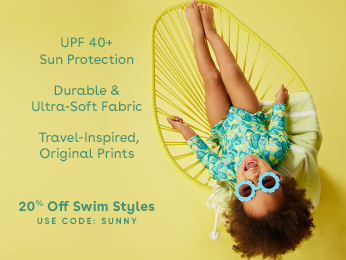 UPF 40+
Sun Protection
Durable &
Ultra-Soft Fabric
Travel-Inspired,
Original Prints
20% Off Swim Styles
USE CODE: SUNNY